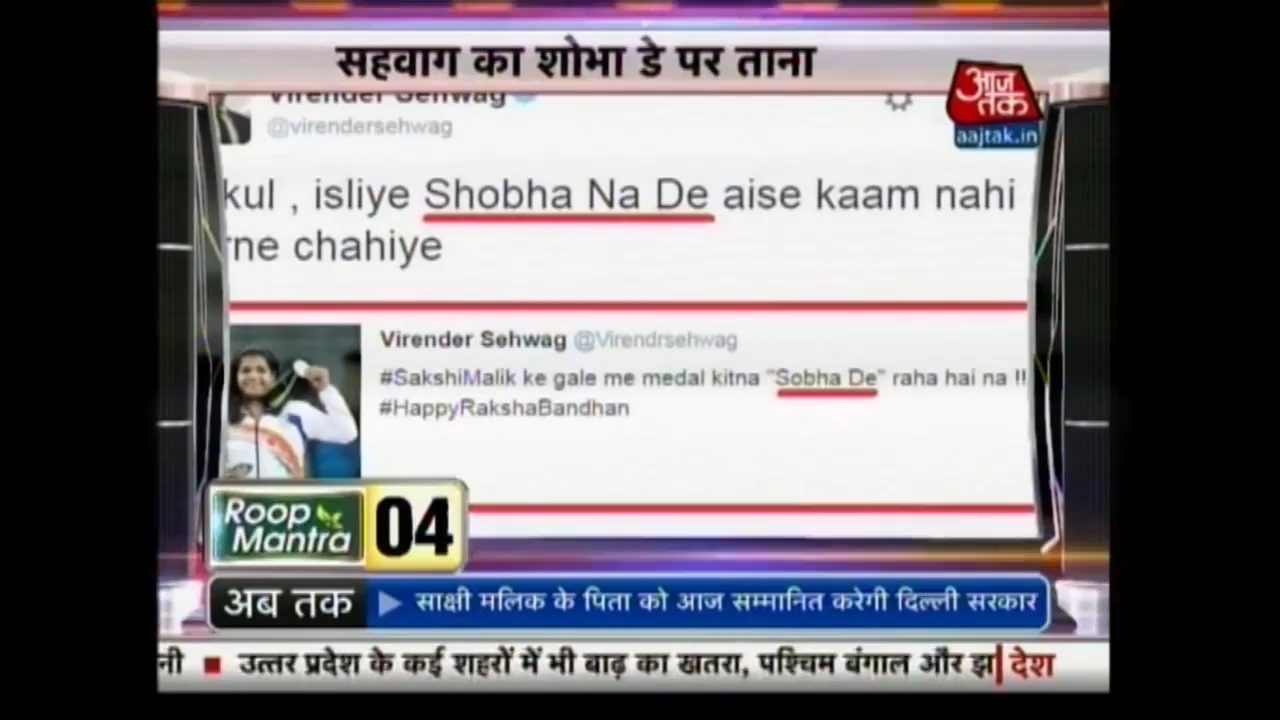 सहवाग का शोभा डे पर ताना
आज
तक
aajtak.in
Virender Sehwag
@virendersehwag
kul , isliye Shobha Na De aise kaam nahi
rne chahiye
Virender Sehwag @Virendrsehwag
#SakshiMalik ke gale me medal kitna "Sobha De" raha hai na !!
#HappyRakshaBandhan
Roop
Mantra
04
अब तक
साक्षी मलिक के पिता को आज सम्मानित करेगी दिल्ली सरकार
नी ■ उत्तर प्रदेश के कई शहरों में भी बाढ़ का खतरा, पश्चिम बंगाल और झ
देश